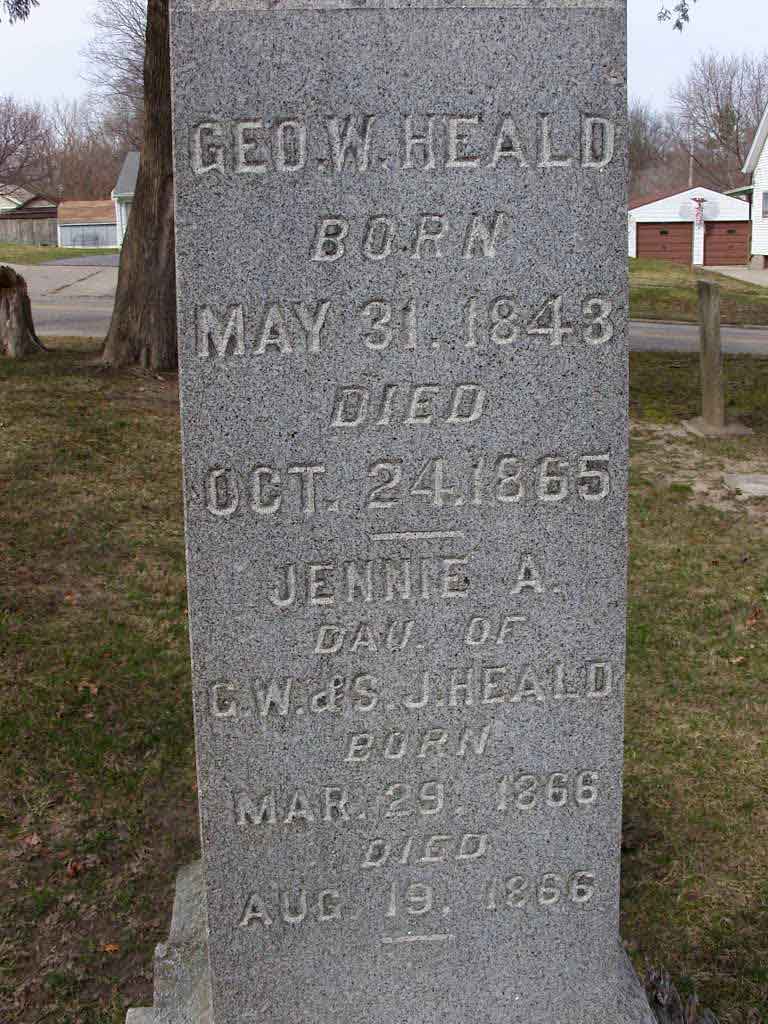 GEO. W. HEALD
BORN
MAY 31. 1843
DIED
OCT. 24. 1865
JENNIE A.
DAU. OF
G. W. & S. J. HEALD
BORN
MAR. 29. 1866
DIED
AUG. 19. 1866